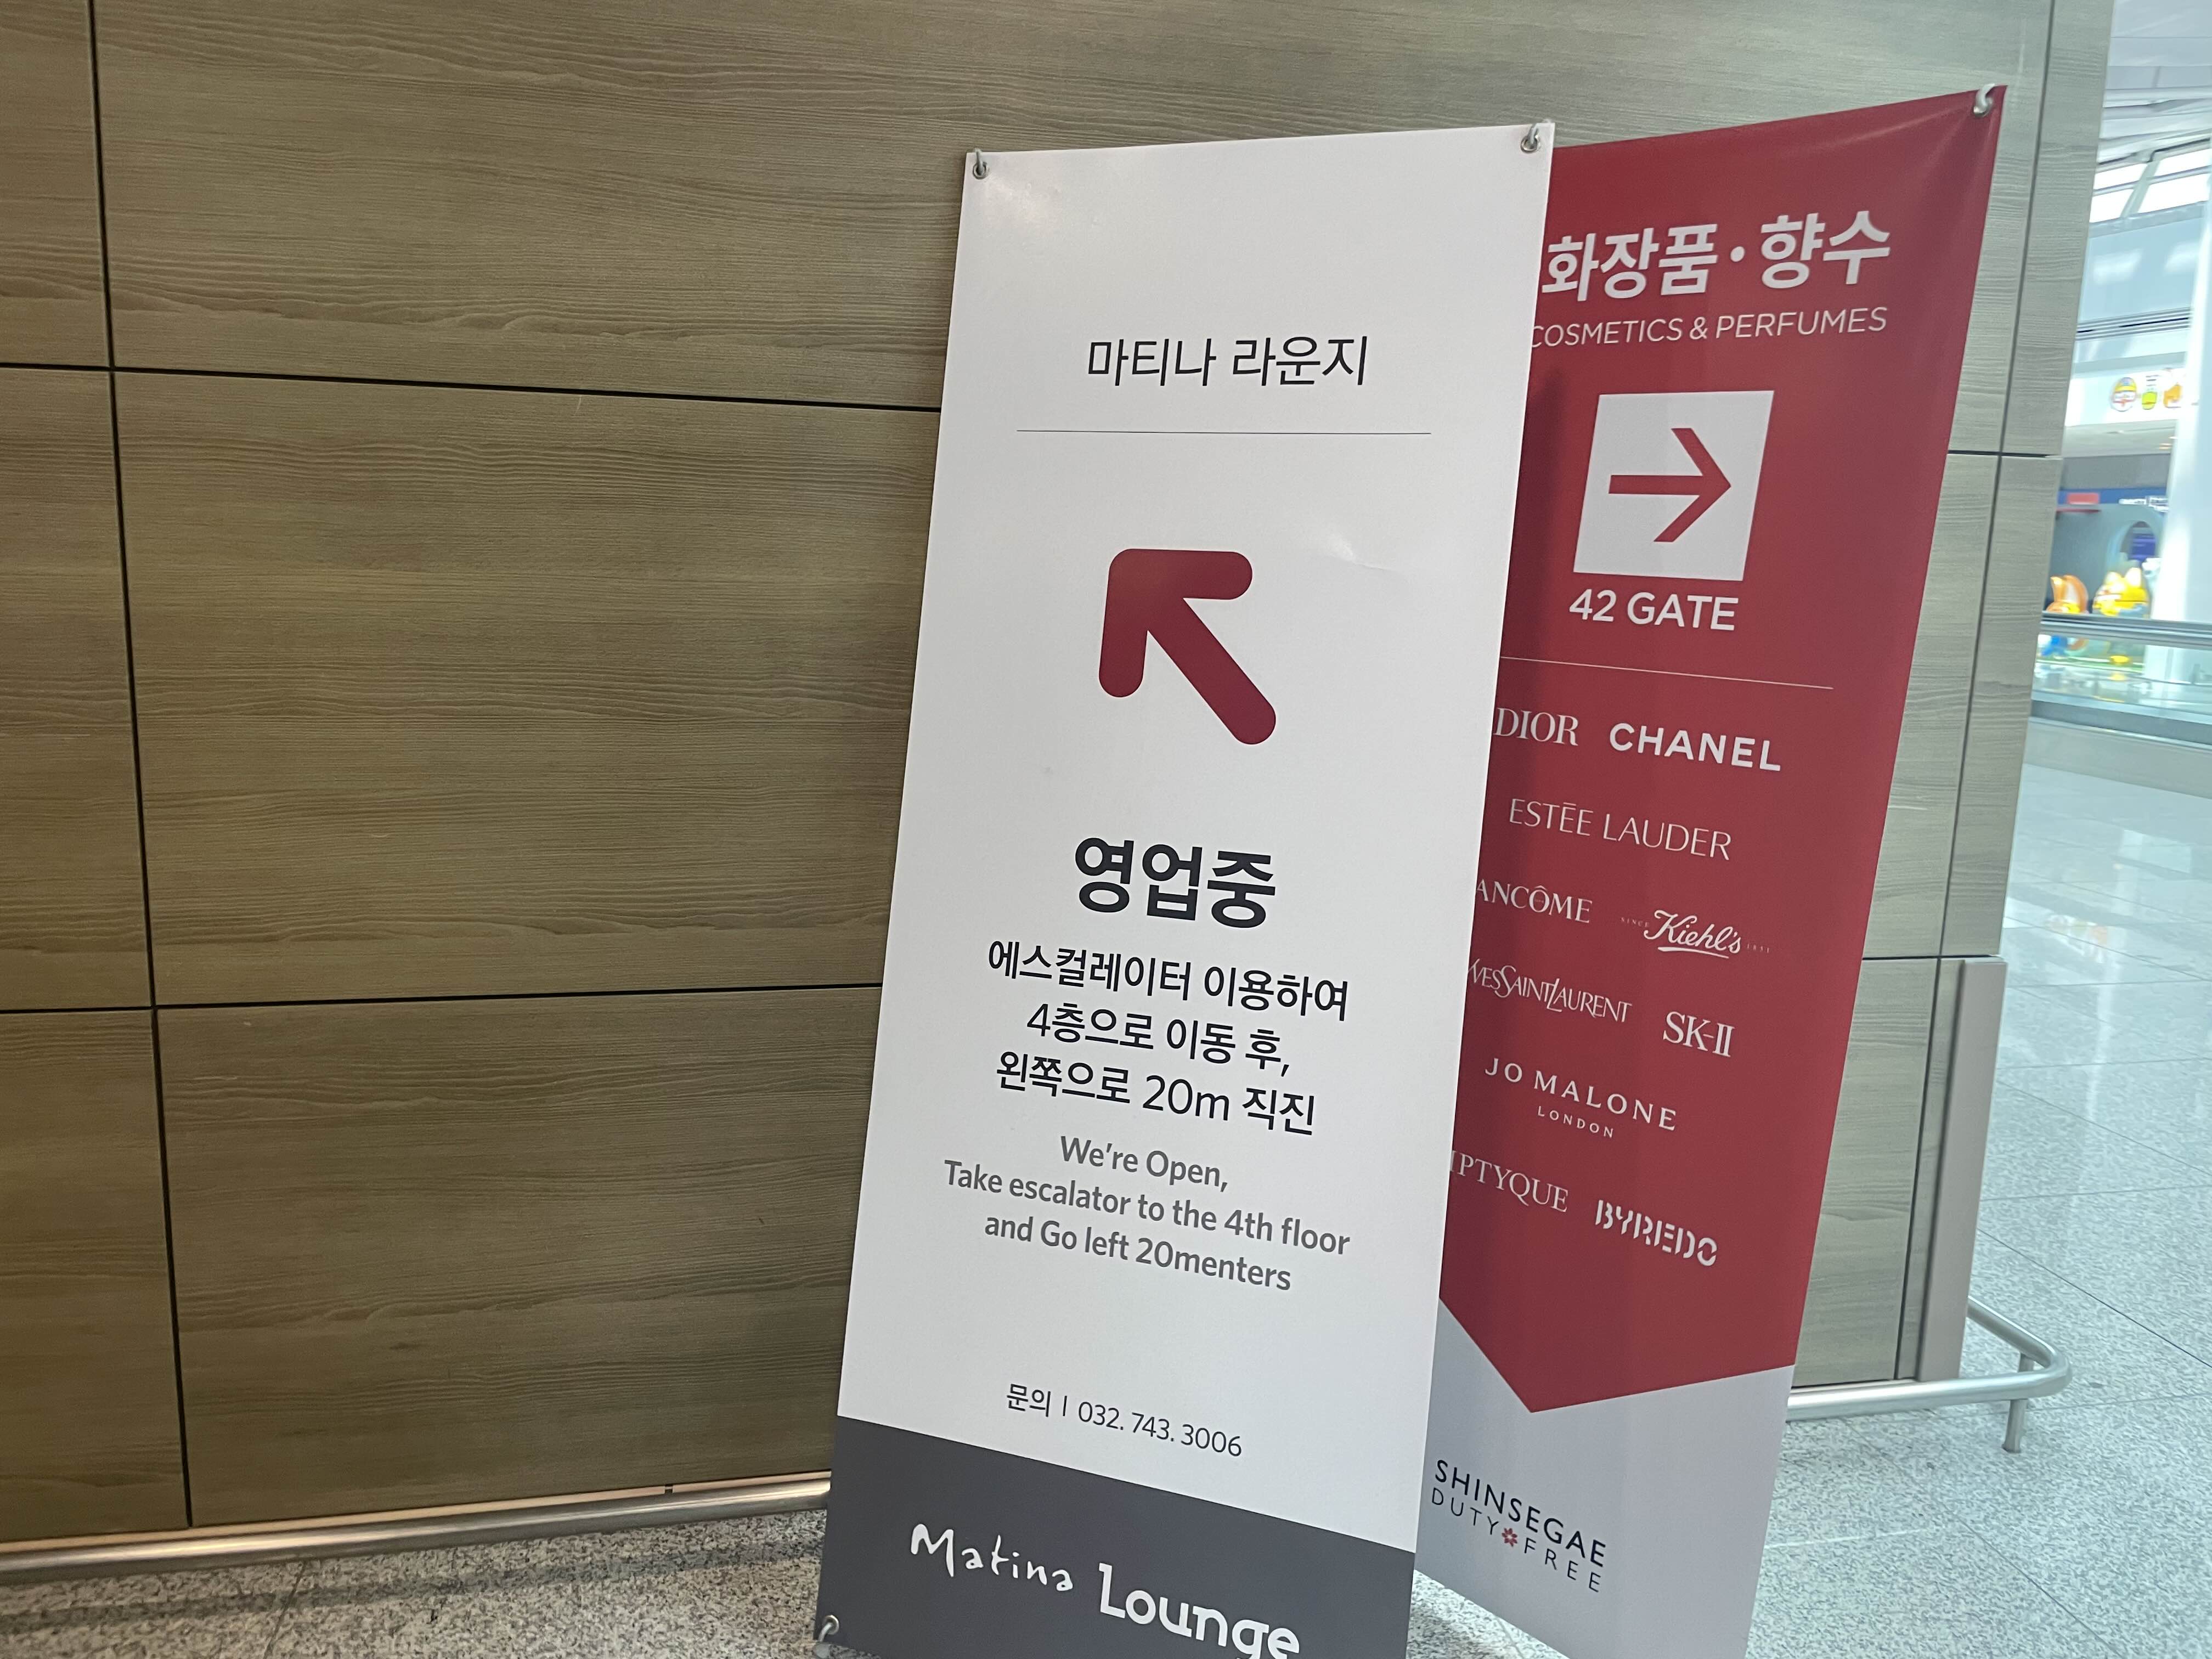 마티나 라운지
영업중
에스컬레이터 이용하여
4층으로 이동 후,
왼쪽으로 20m 직진
We're Open,
Take escalator to the 4th floor
and Go left 20menters
문의 | 032. 743. 3006
Matina Lounge
화장품·향수
COSMETICS & PERFUMES
42 GATE
DIOR CHANEL
ESTĒE LAUDER
ANCÔME SINCE Kiehl's 1851
YVESSAINTLAURENT SK-II
JO MALONE
LONDON
IPTYQUE BYREDO
SHINSEGAE
DUTY FREE